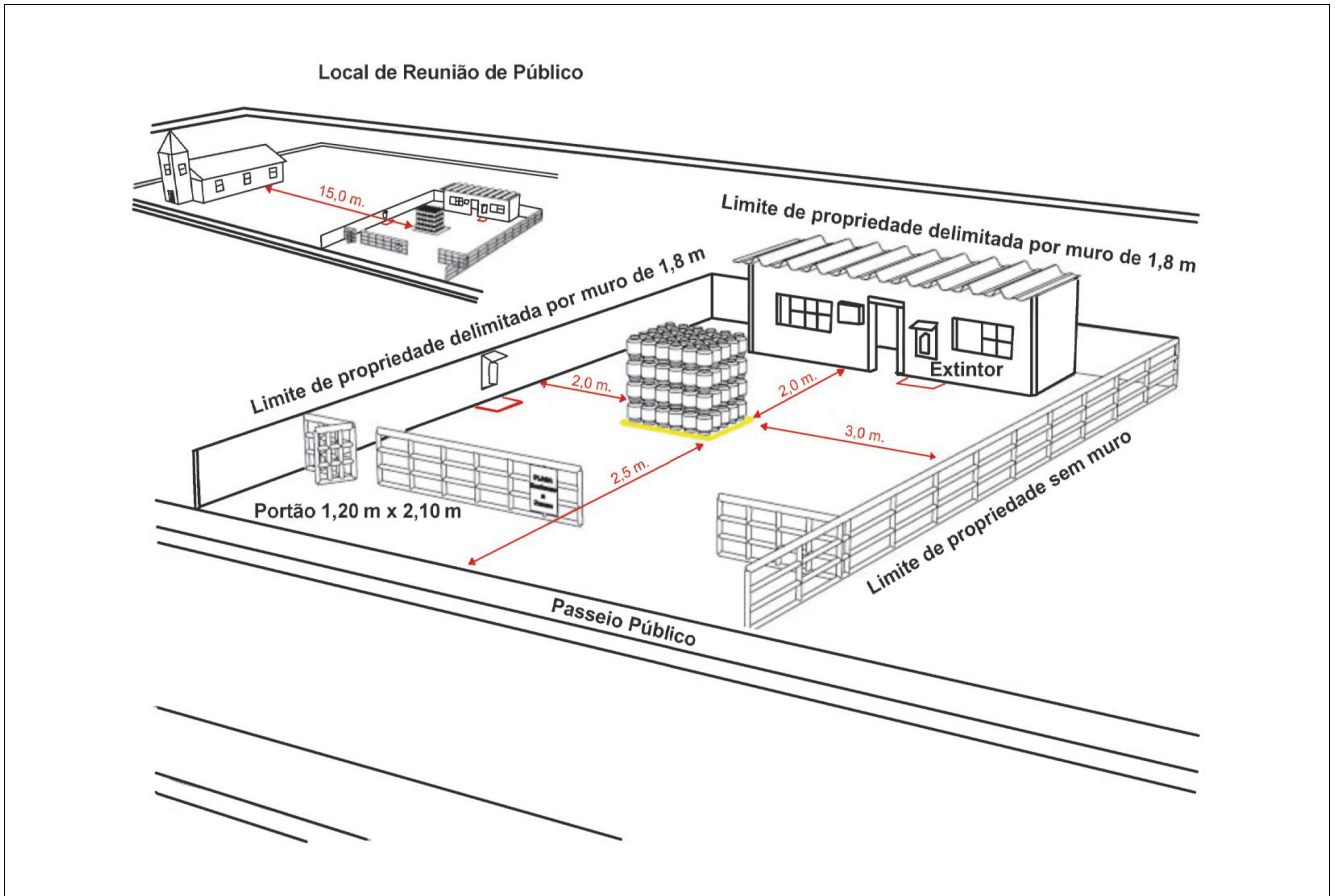 Local de Reunião de Público
15,0 m.
Limite de propriedade delimitada por muro de 1,8 m
Limite de propriedade delimitada por muro de 1,8 m
Extintor
2,0 m.
2,0 m.
3,0 m.
2,5 m.
PLACA
Portão 1,20 m x 2,10 m
Limite de propriedade sem muro
Passeio Público